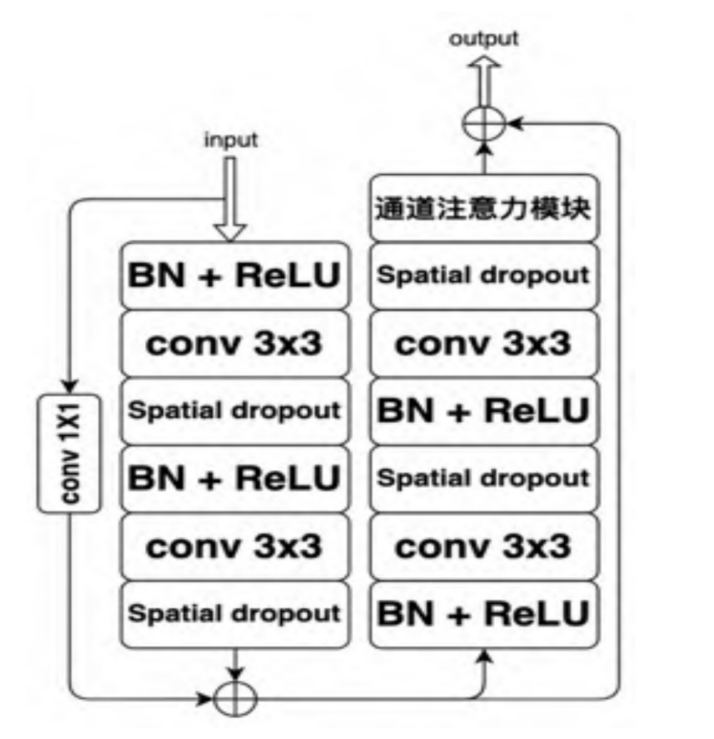 input
BN + ReLU
conv 3x3
Spatial dropout
BN + ReLU
conv 3x3
Spatial dropout
conv 1X1
output
通道注意力模块
Spatial dropout
conv 3x3
BN + ReLU
Spatial dropout
conv 3x3
BN + ReLU